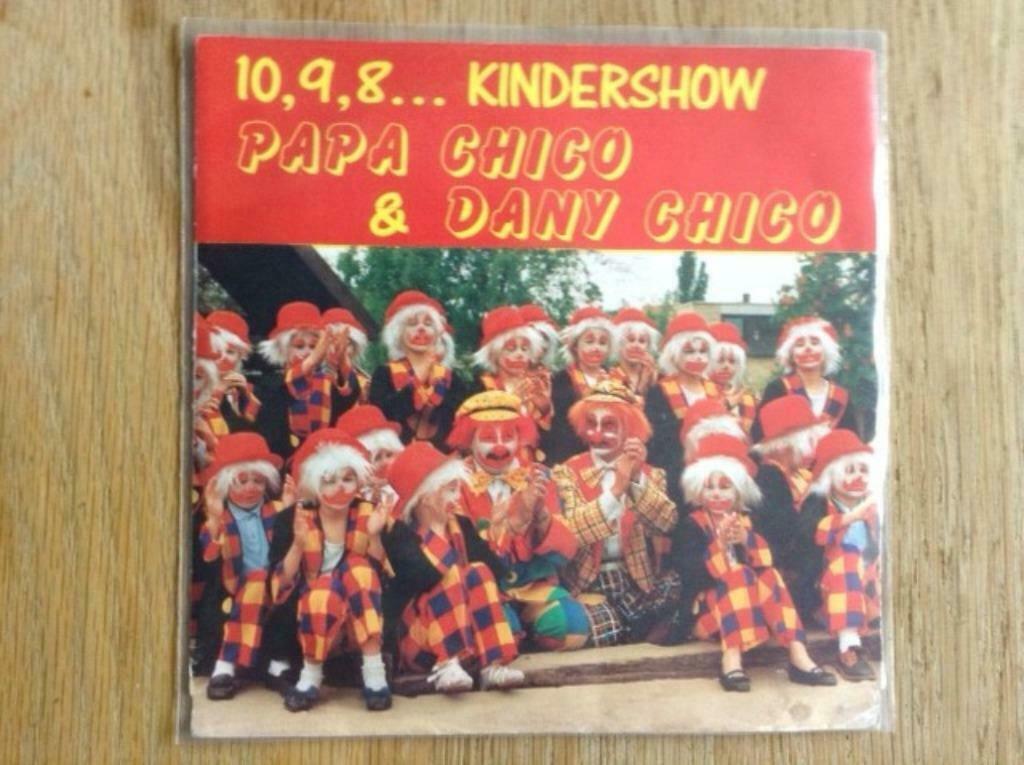 10,9,8... KINDERSHOW
PAPA CHICO
& DANY CHICO